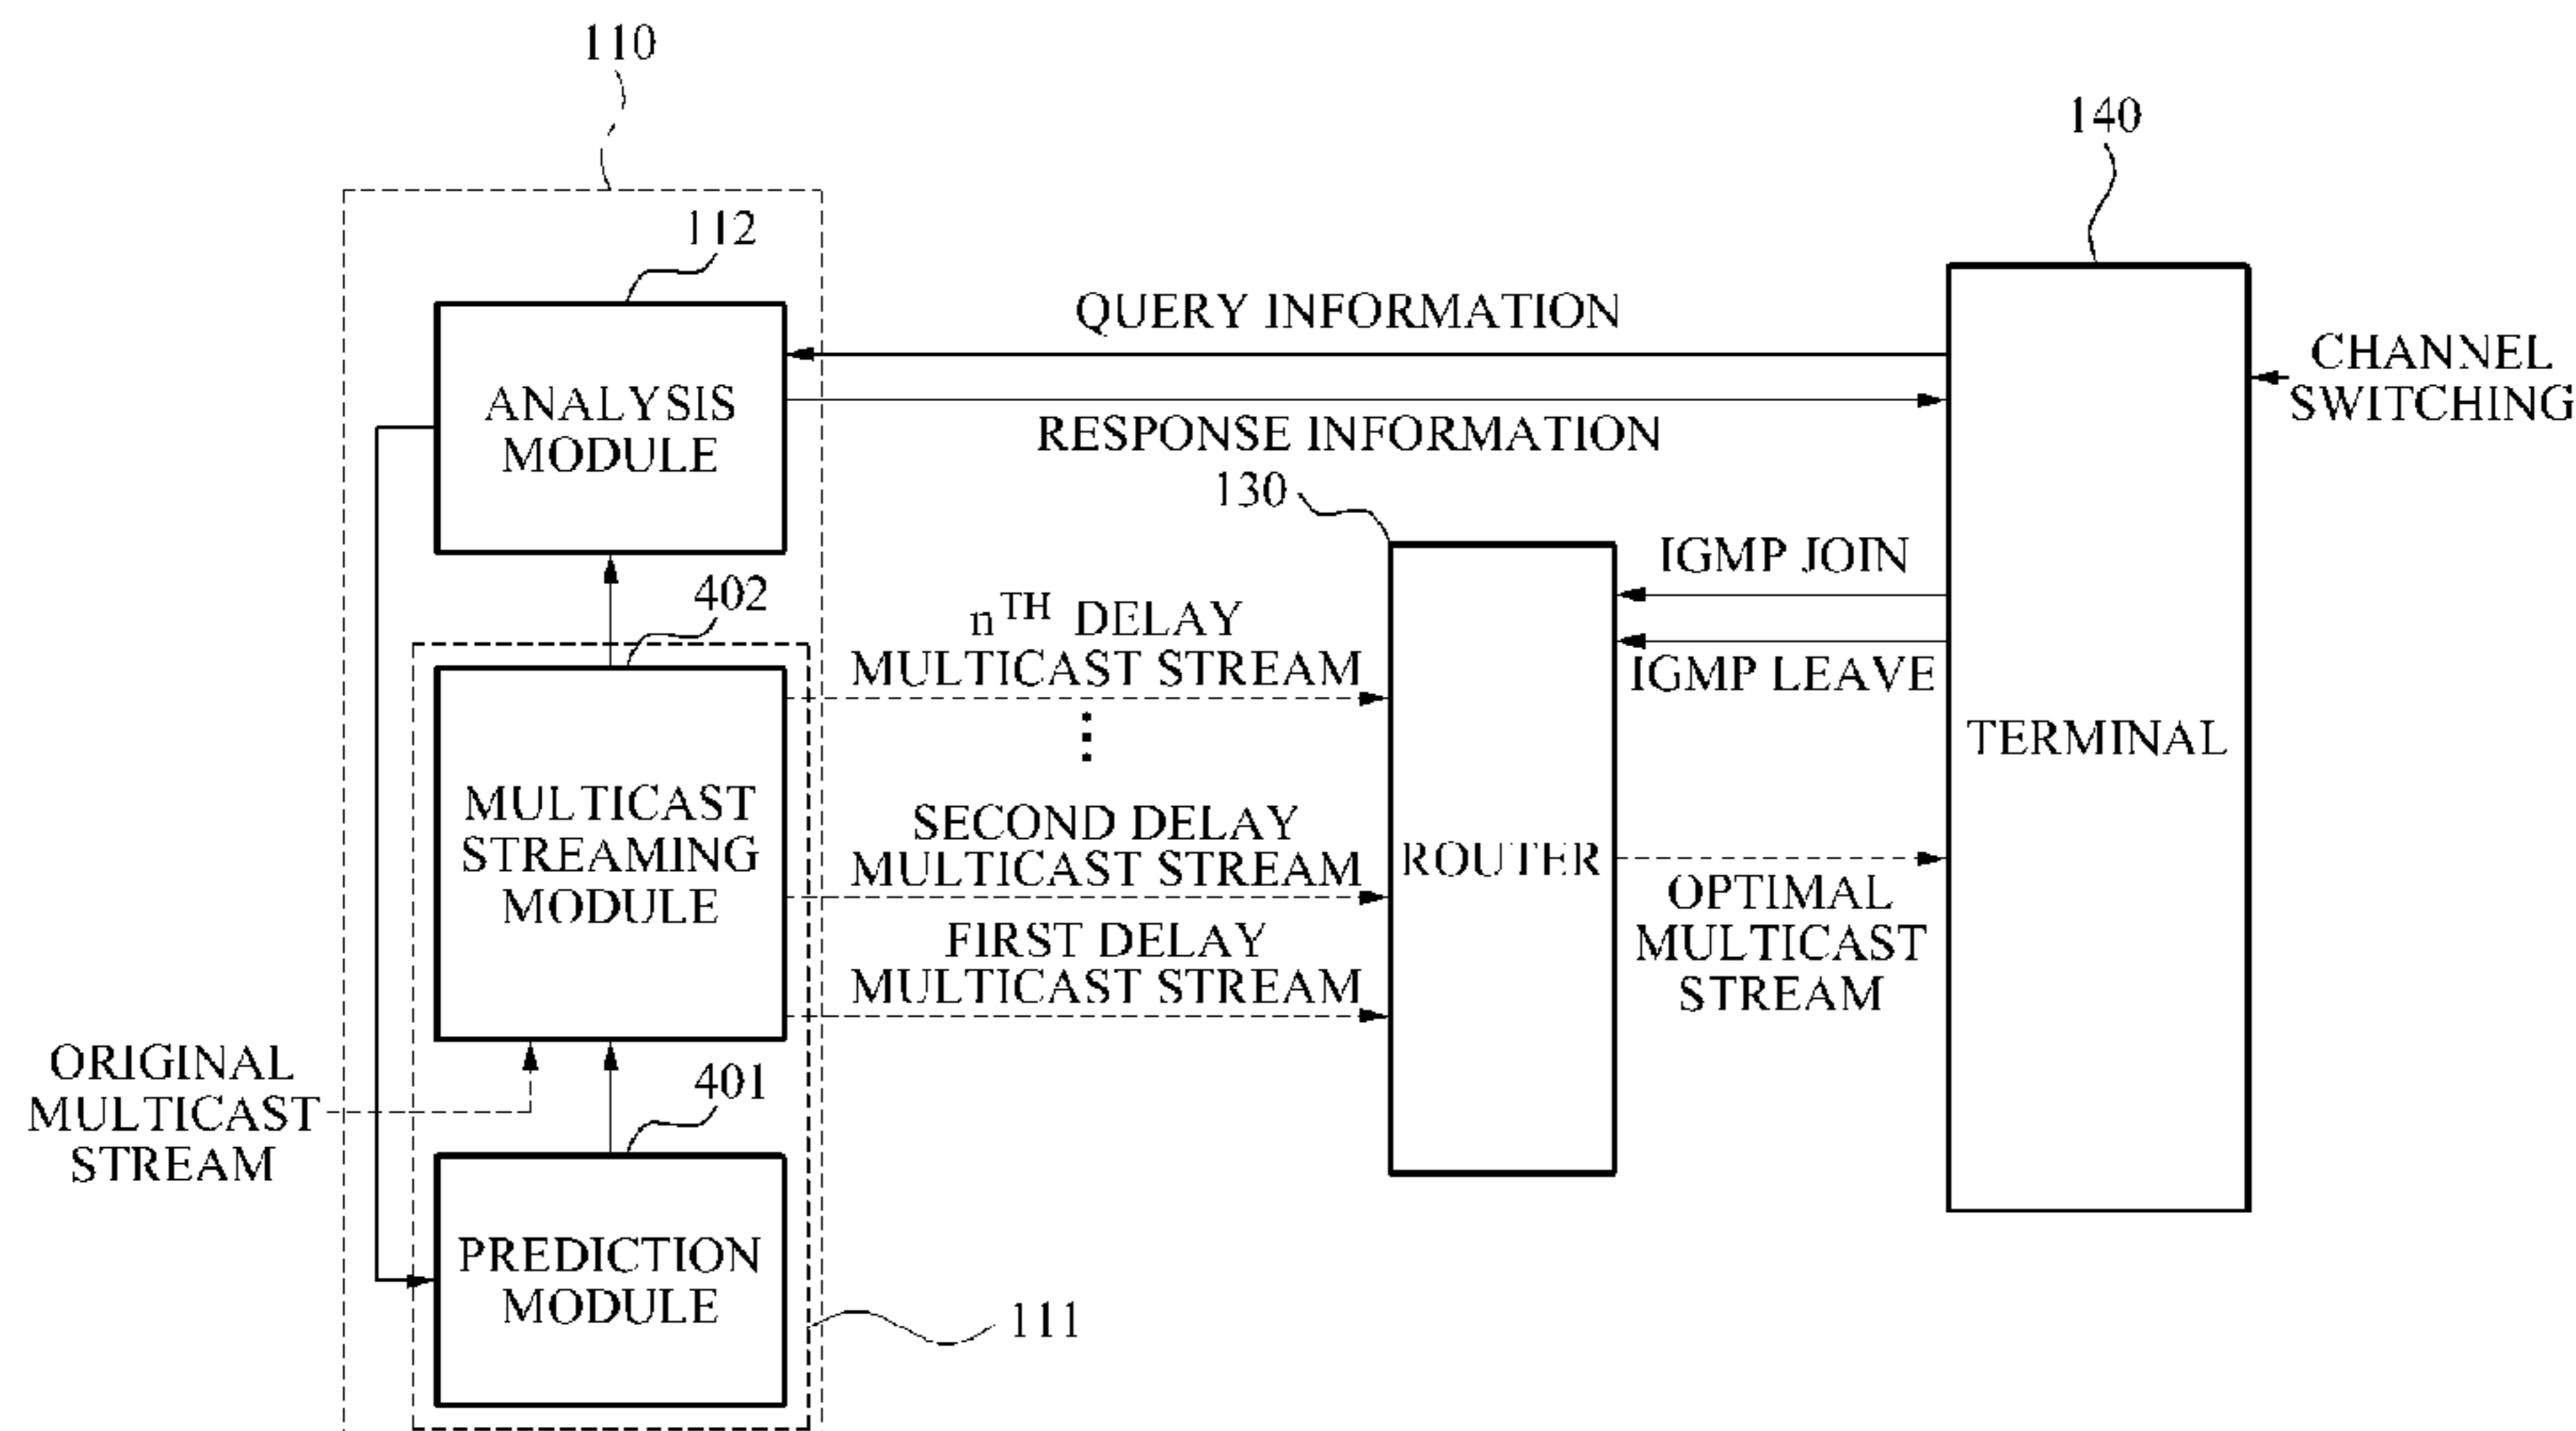 110
140
112
QUERY INFORMATION
CHANNEL
SWITCHING
ANALYSIS
MODULE
RESPONSE INFORMATION
130
IGMP JOIN
IGMP LEAVE
402
nTH DELAY
MULTICAST STREAM
TERMINAL
MULTICAST
STREAMING
MODULE
SECOND DELAY
MULTICAST STREAM
ROUTER
OPTIMAL
MULTICAST
STREAM
FIRST DELAY
MULTICAST STREAM
ORIGINAL
MULTICAST
STREAM
401
PREDICTION
MODULE
111